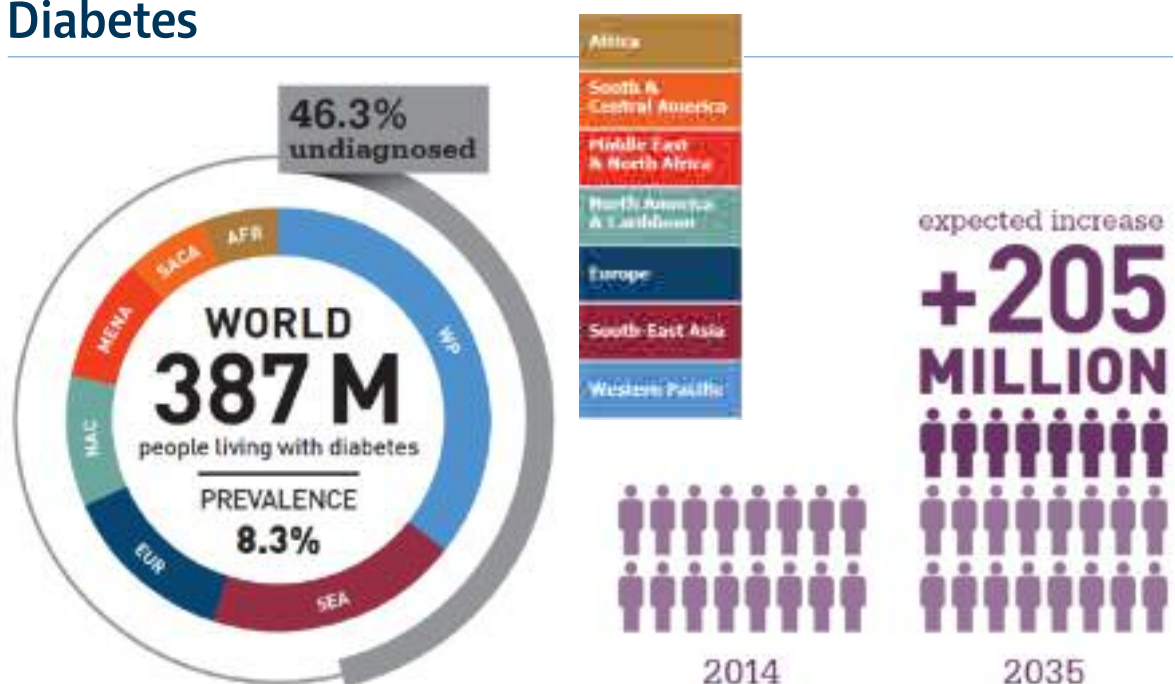 Diabetes
46.3%
undiagnosed
AFR
SACA
MENA
NAC
EUR
SEA
WP
WORLD
387 M
people living with diabetes
PREVALENCE
8.3%
Africa
South &
Central America
Middle East
& North Africa
North America
& Caribbean
Europe
South-East Asia
Western Pacific
expected increase
+205
MILLION
2014
2035